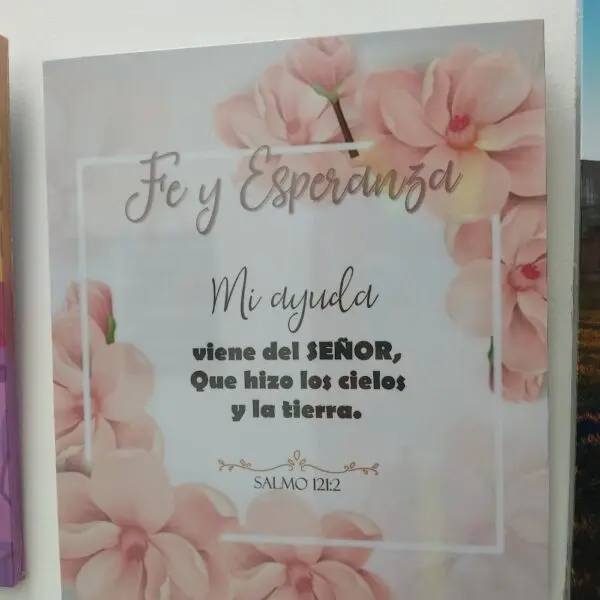 Fe y Esperanza
Mi ayuda
viene del SEÑOR,
Que hizo los cielos
y la tierra.
SALMO 121:2